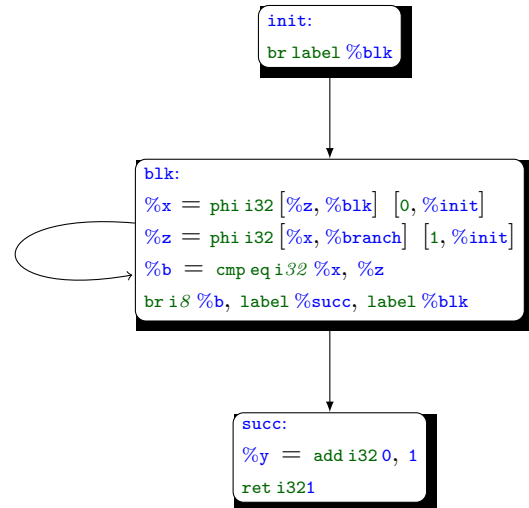 init:
br label %blk
blk:
%x = phi i32 [%z, %blk] [0, %init]
%z = phi i32 [%x, %branch] [1, %init]
%b = cmp eq i32 %x, %z
br i8 %b, label %succ, label %blk
succ:
%y = add i32 0, 1
ret i321